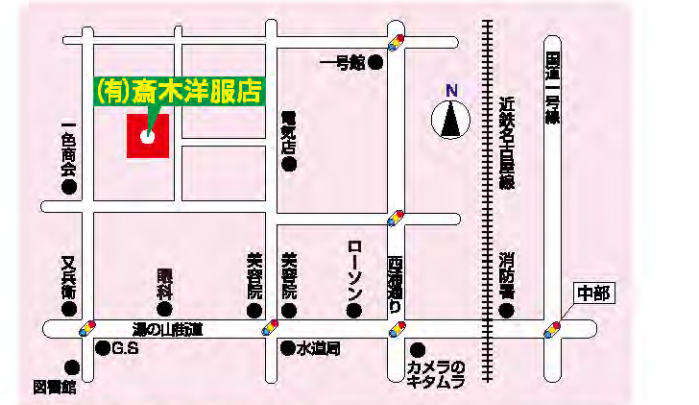 一号館
N
(有)斎木洋服店
国道一号線
近鉄名古屋線
電気店
一色商会
又兵衛
眼科
美容院
美容院
ローソン
西浦通り
消防署
中部
湯の山街道
G.S
水道局
カメラの
キタムラ
図書館